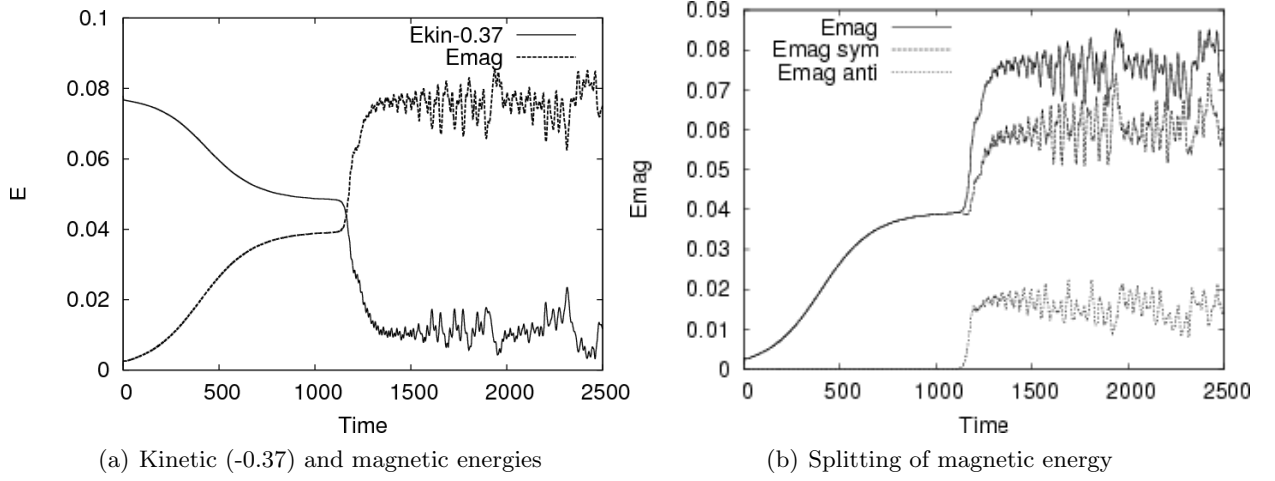 0.1
0.08
0.06
0.04
0.02
0
E
Ekin-0.37
Emag
0 500 1000 1500 2000 2500
Time
(a) Kinetic (-0.37) and magnetic energies
0.09
0.08
0.07
0.06
0.05
0.04
0.03
0.02
0.01
0
Emag
Emag
Emag sym
Emag anti
0 500 1000 1500 2000 2500
Time
(b) Splitting of magnetic energy